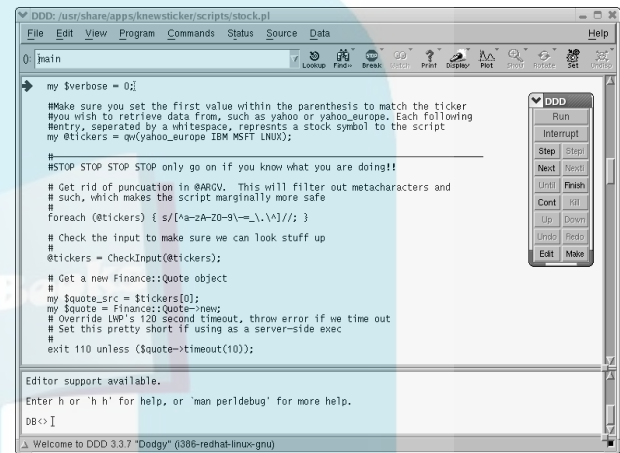 DDD: /usr/share/apps/knewsticker/scripts/stock.pl
File Edit View Program Commands Status Source Data Help
0: main Lookup Find» Break Watch Print Display Plot Show Rotate Set Undisp
my $verbose = 0;
#Make sure you set the first value within the parenthesis to match the ticker
#you wish to retrieve data from, such as yahoo or yahoo_europe. Each following
#entry, seperated by a whitespace, represnts a stock symbol to the script
my @tickers = qw(yahoo_europe IBM MSFT LNUX);
#STOP STOP STOP STOP only go on if you know what you are doing!!
# Get rid of puncuation in @ARGV. This will filter out metacharacters and
# such, which makes the script marginally more safe
#
foreach (@tickers) { s/[^a-zA-Z0-9\-=_\.\^]//; }
# Check the input to make sure we can look stuff up
#
@tickers = CheckInput(@tickers);
# Get a new Finance::Quote object
#
my $quote_src = $tickers[0];
my $quote = Finance::Quote->new;
# Override LWP's 120 second timeout, throw error if we time out
# Set this pretty short if using as a server-side exec
#
exit 110 unless ($quote->timeout(10));
DDD
Run
Interrupt
Step Stepi
Next Nexti
Until Finish
Cont Kill
Up Down
Undo Redo
Edit Make
Editor support available.
Enter h or `h h' for help, or `man perldebug' for more help.
DB<>
Welcome to DDD 3.3.7 "Dodgy" (i386-redhat-linux-gnu)